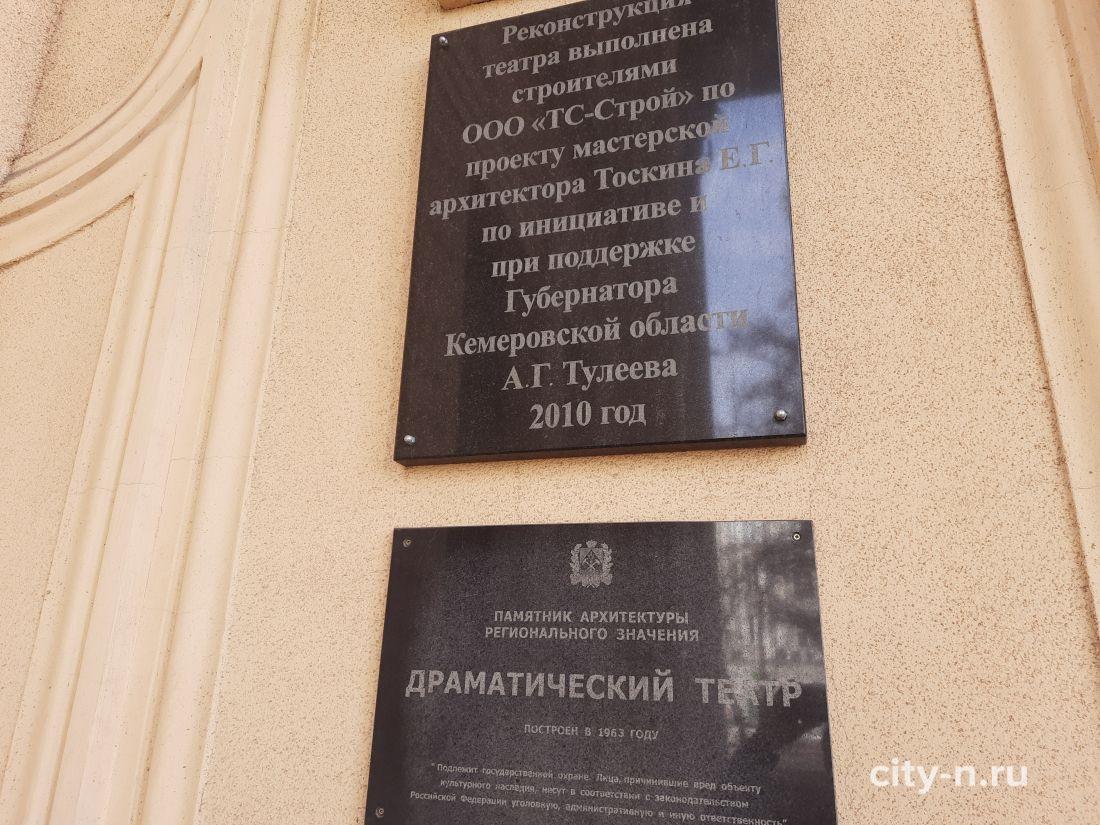 Реконструкция
театра выполнена
строителями
ООО «ТС-Строй» по
проекту мастерской
архитектора Тоскина Е.Г.
по инициативе и
при поддержке
Губернатора
Кемеровской области
А.Г. Тулеева
2010 год
ПАМЯТНИК АРХИТЕКТУРЫ
РЕГИОНАЛЬНОГО ЗНАЧЕНИЯ
ДРАМАТИЧЕСКИЙ ТЕАТР
ПОСТРОЕН В 1963 ГОДУ
"Подлежит государственной охране. Лица, причинившие вред объекту
культурного наследия, несут в соответствии с законодательством
Российской Федерации уголовную, административную и иную ответственность"
city-n.ru